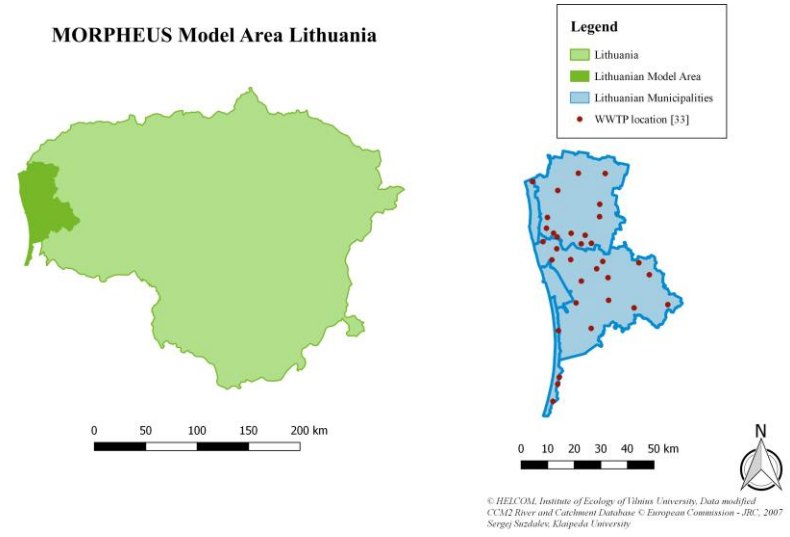 MORPHEUS Model Area Lithuania
Legend
Lithuania
Lithuanian Model Area
Lithuanian Municipalities
WWTP location [33]
0 50 100 150 200 km
0 10 20 30 40 50 km
N
© HELCOM, Institute of Ecology of Vilnius University, Data modified
CCM2 River and Catchment Database © European Commission - JRC, 2007
Sergej Suzdalev, Klaipeda University